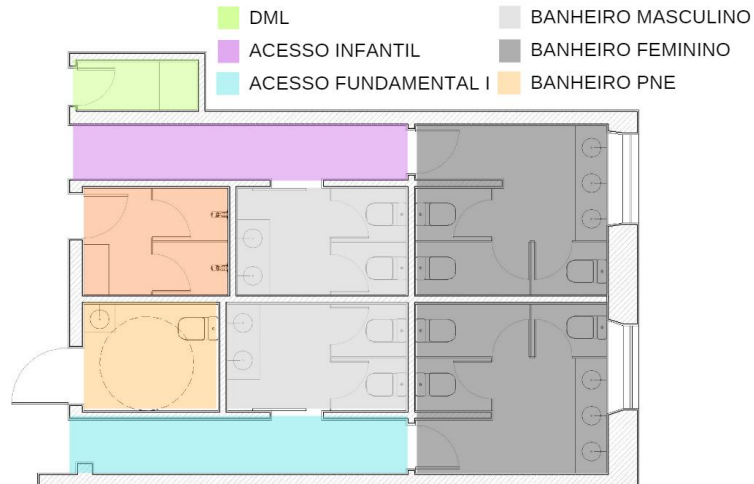 DML
ACESSO INFANTIL
ACESSO FUNDAMENTAL I
BANHEIRO MASCULINO
BANHEIRO FEMININO
BANHEIRO PNE